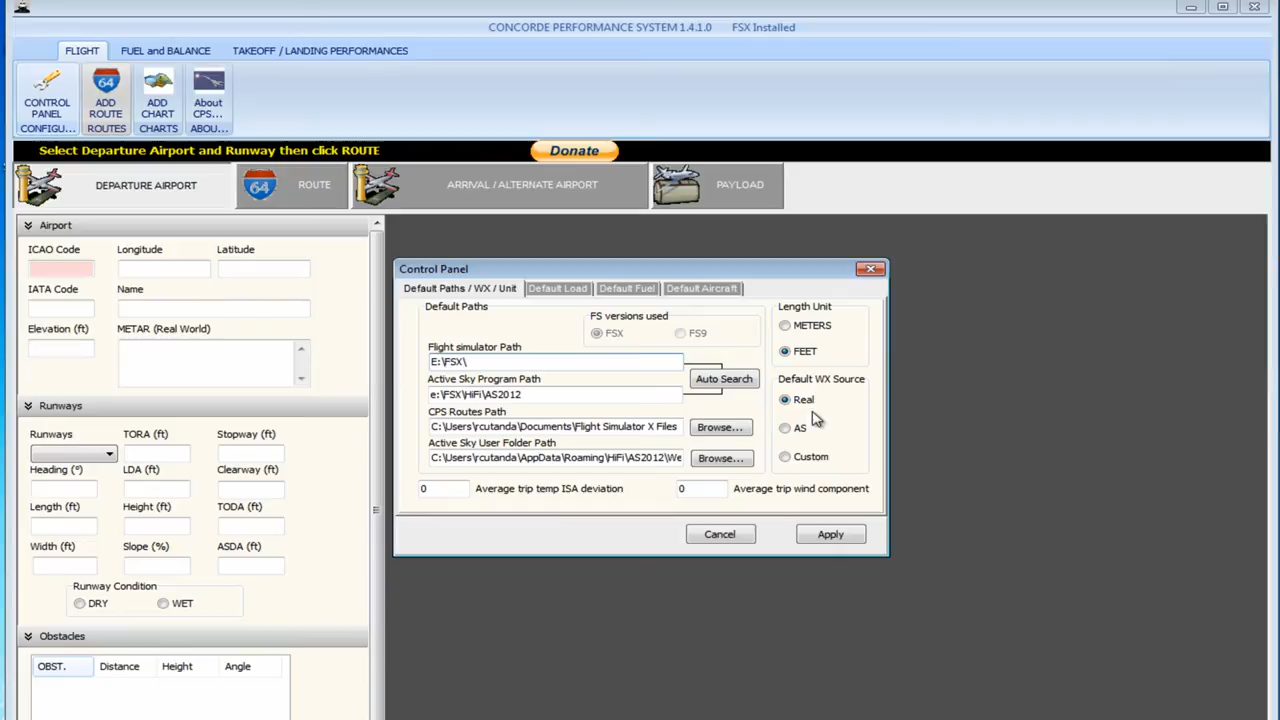 CONCORDE PERFORMANCE SYSTEM 1.4.1.0 FSX Installed
FLIGHT FUEL and BALANCE TAKEOFF / LANDING PERFORMANCES
CONTROL PANEL
ADD ROUTE
ADD CHART
About CPS...
CONFIGU... ROUTES CHARTS ABOU...
Select Departure Airport and Runway then click ROUTE
Donate
DEPARTURE AIRPORT
64 ROUTE
ARRIVAL / ALTERNATE AIRPORT
PAYLOAD
Airport
ICAO Code Longitude Latitude
IATA Code Name
Elevation (ft) METAR (Real World)
Runways
Runways TORA (ft) Stopway (ft)
Heading (°) LDA (ft) Clearway (ft)
Length (ft) Height (ft) TODA (ft)
Width (ft) Slope (%) ASDA (ft)
Runway Condition
DRY WET
Obstacles
OBST. Distance Height Angle
Control Panel
Default Paths / WX / Unit Default Load Default Fuel Default Aircraft
Default Paths
FS versions used
FSX FS9
Flight simulator Path
E:\FSX\
Active Sky Program Path
Auto Search
e:\FSX\HiFi\AS2012
CPS Routes Path
C:\Users\rcutanda\Documents\Flight Simulator X Files Browse...
Active Sky User Folder Path
C:\Users\rcutanda\AppData\Roaming\HiFi\AS2012\We Browse...
0 Average trip temp ISA deviation 0 Average trip wind component
Length Unit
METERS
FEET
Default WX Source
Real
AS
Custom
Cancel Apply